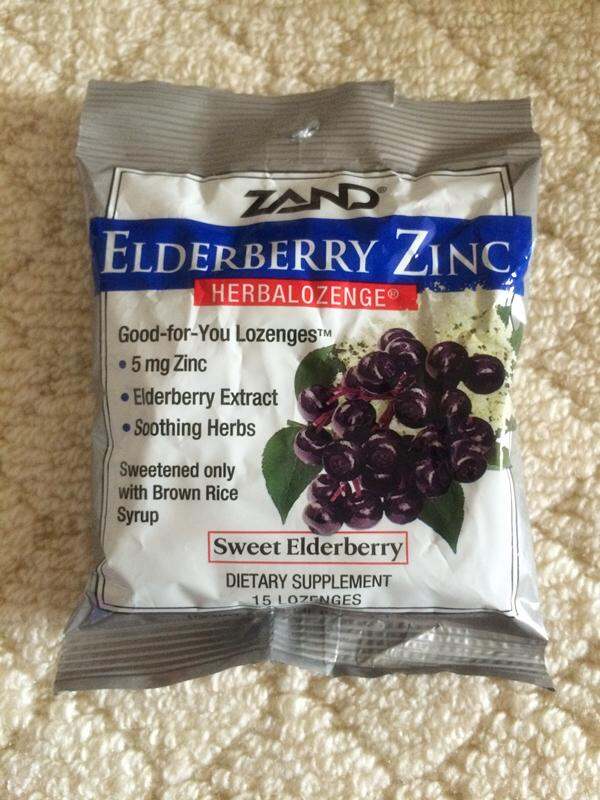 ZAND®
ELDERBERRY ZINC
HERBALOZENGE®
Good-for-You Lozenges™
• 5 mg Zinc
• Elderberry Extract
• Soothing Herbs
Sweetened only
with Brown Rice
Syrup
Sweet Elderberry
DIETARY SUPPLEMENT
15 LOZENGES